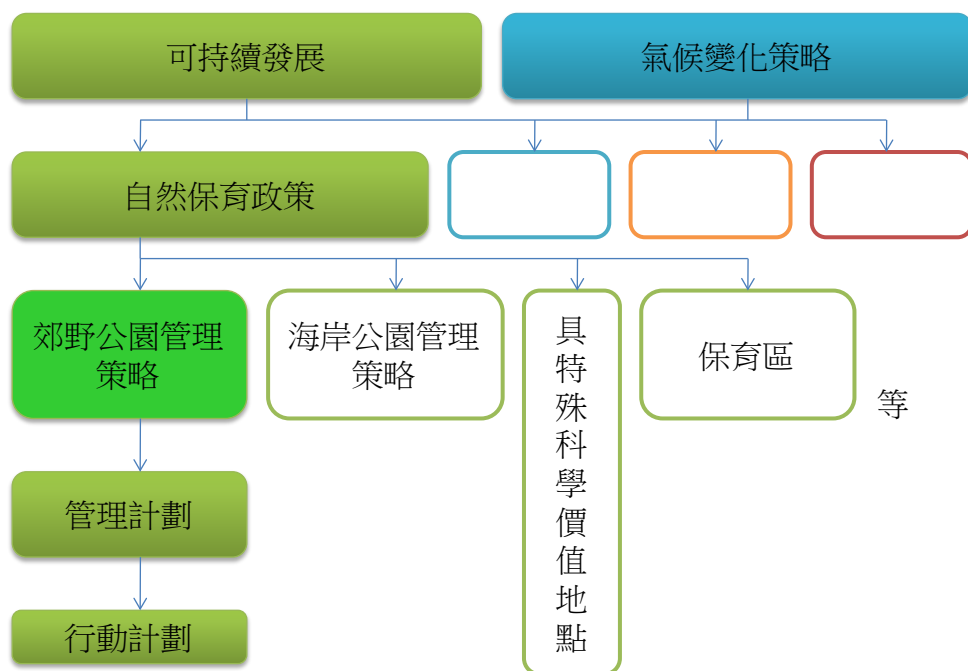 可持續發展
氣候變化策略
自然保育政策
郊野公園管理
策略
海岸公園管理
策略
具特殊科學價值地點
保育區
等
管理計劃
行動計劃